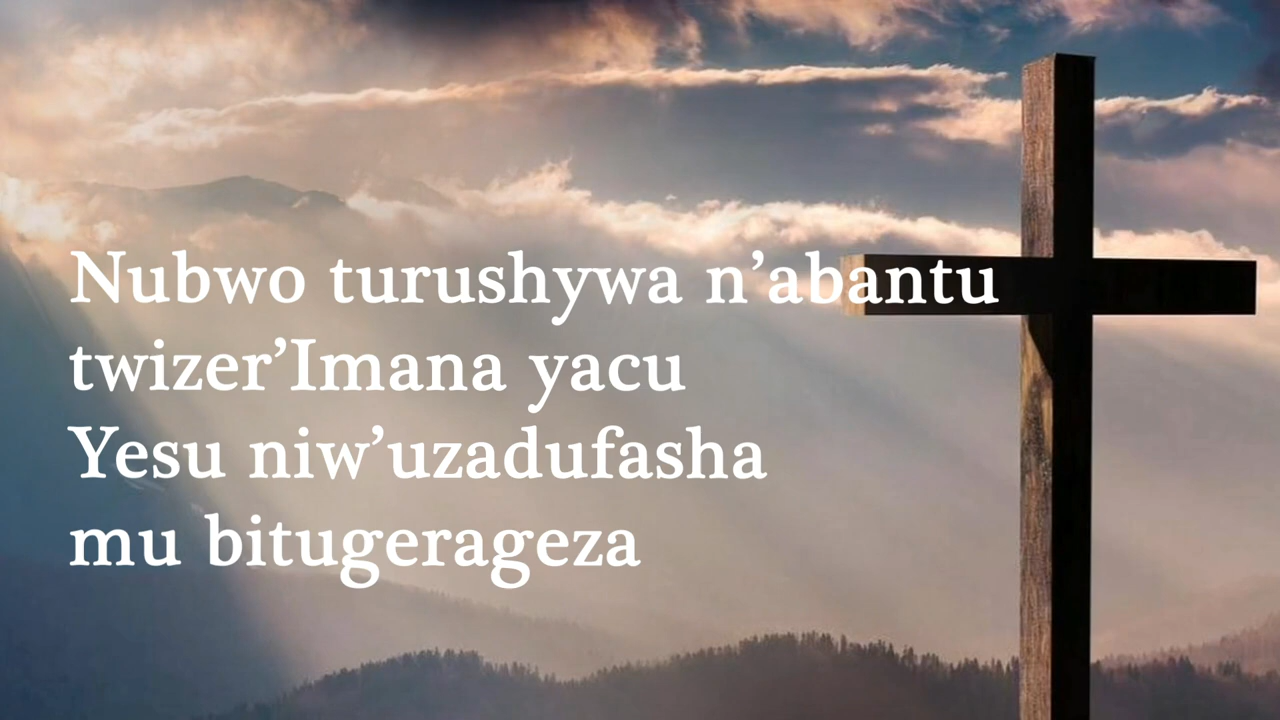 Nubwo turushywa n’abantu
twizer’Imana yacu
Yesu niw’uzadufasha
mu bitugerageza